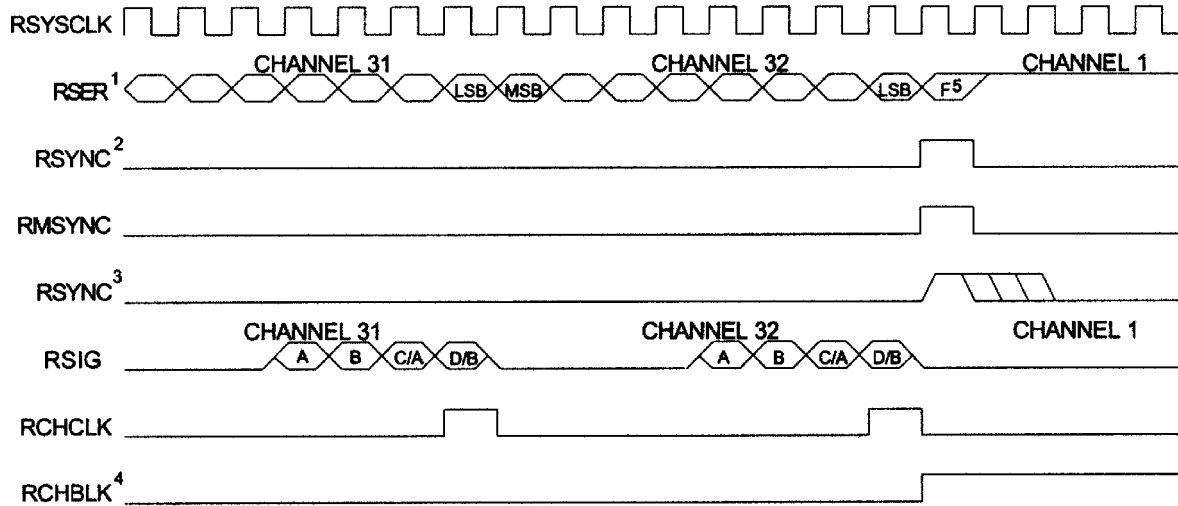 RSYSCLK
CHANNEL 31 CHANNEL 32 CHANNEL 1
RSER¹ LSB MSB LSB F⁵
RSYNC²
RMSYNC
RSYNC³
CHANNEL 31 CHANNEL 32 CHANNEL 1
RSIG A B C/A D/B A B C/A D/B
RCHCLK
RCHBLK⁴